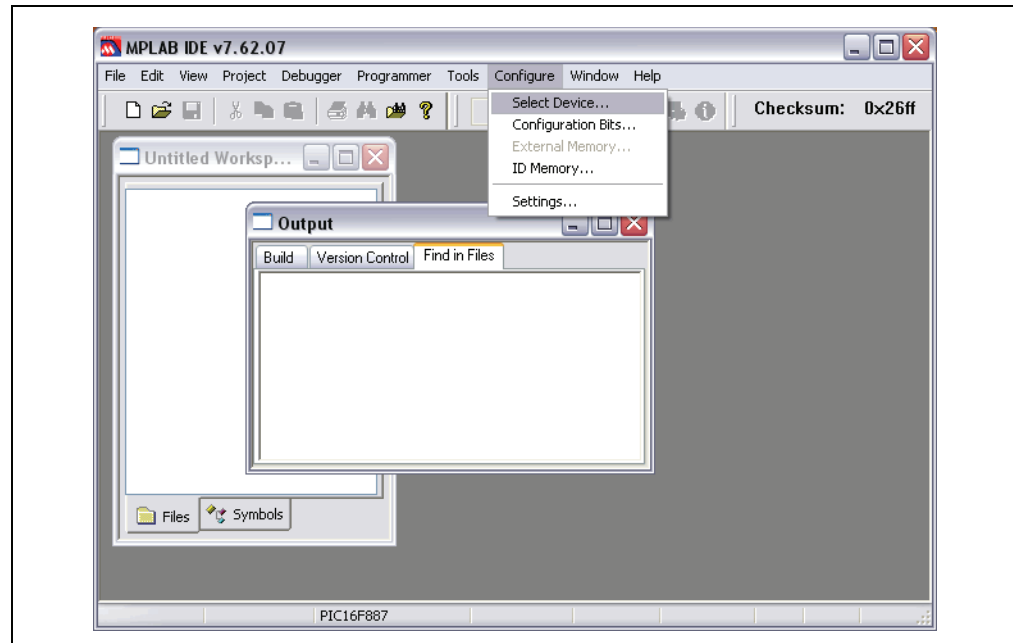 MPLAB IDE v7.62.07
File Edit View Project Debugger Programmer Tools Configure Window Help
Checksum: 0x26ff
Select Device...
Configuration Bits...
External Memory...
ID Memory...
Settings...
Untitled Worksp...
Output
Build Version Control Find in Files
Files Symbols
PIC16F887